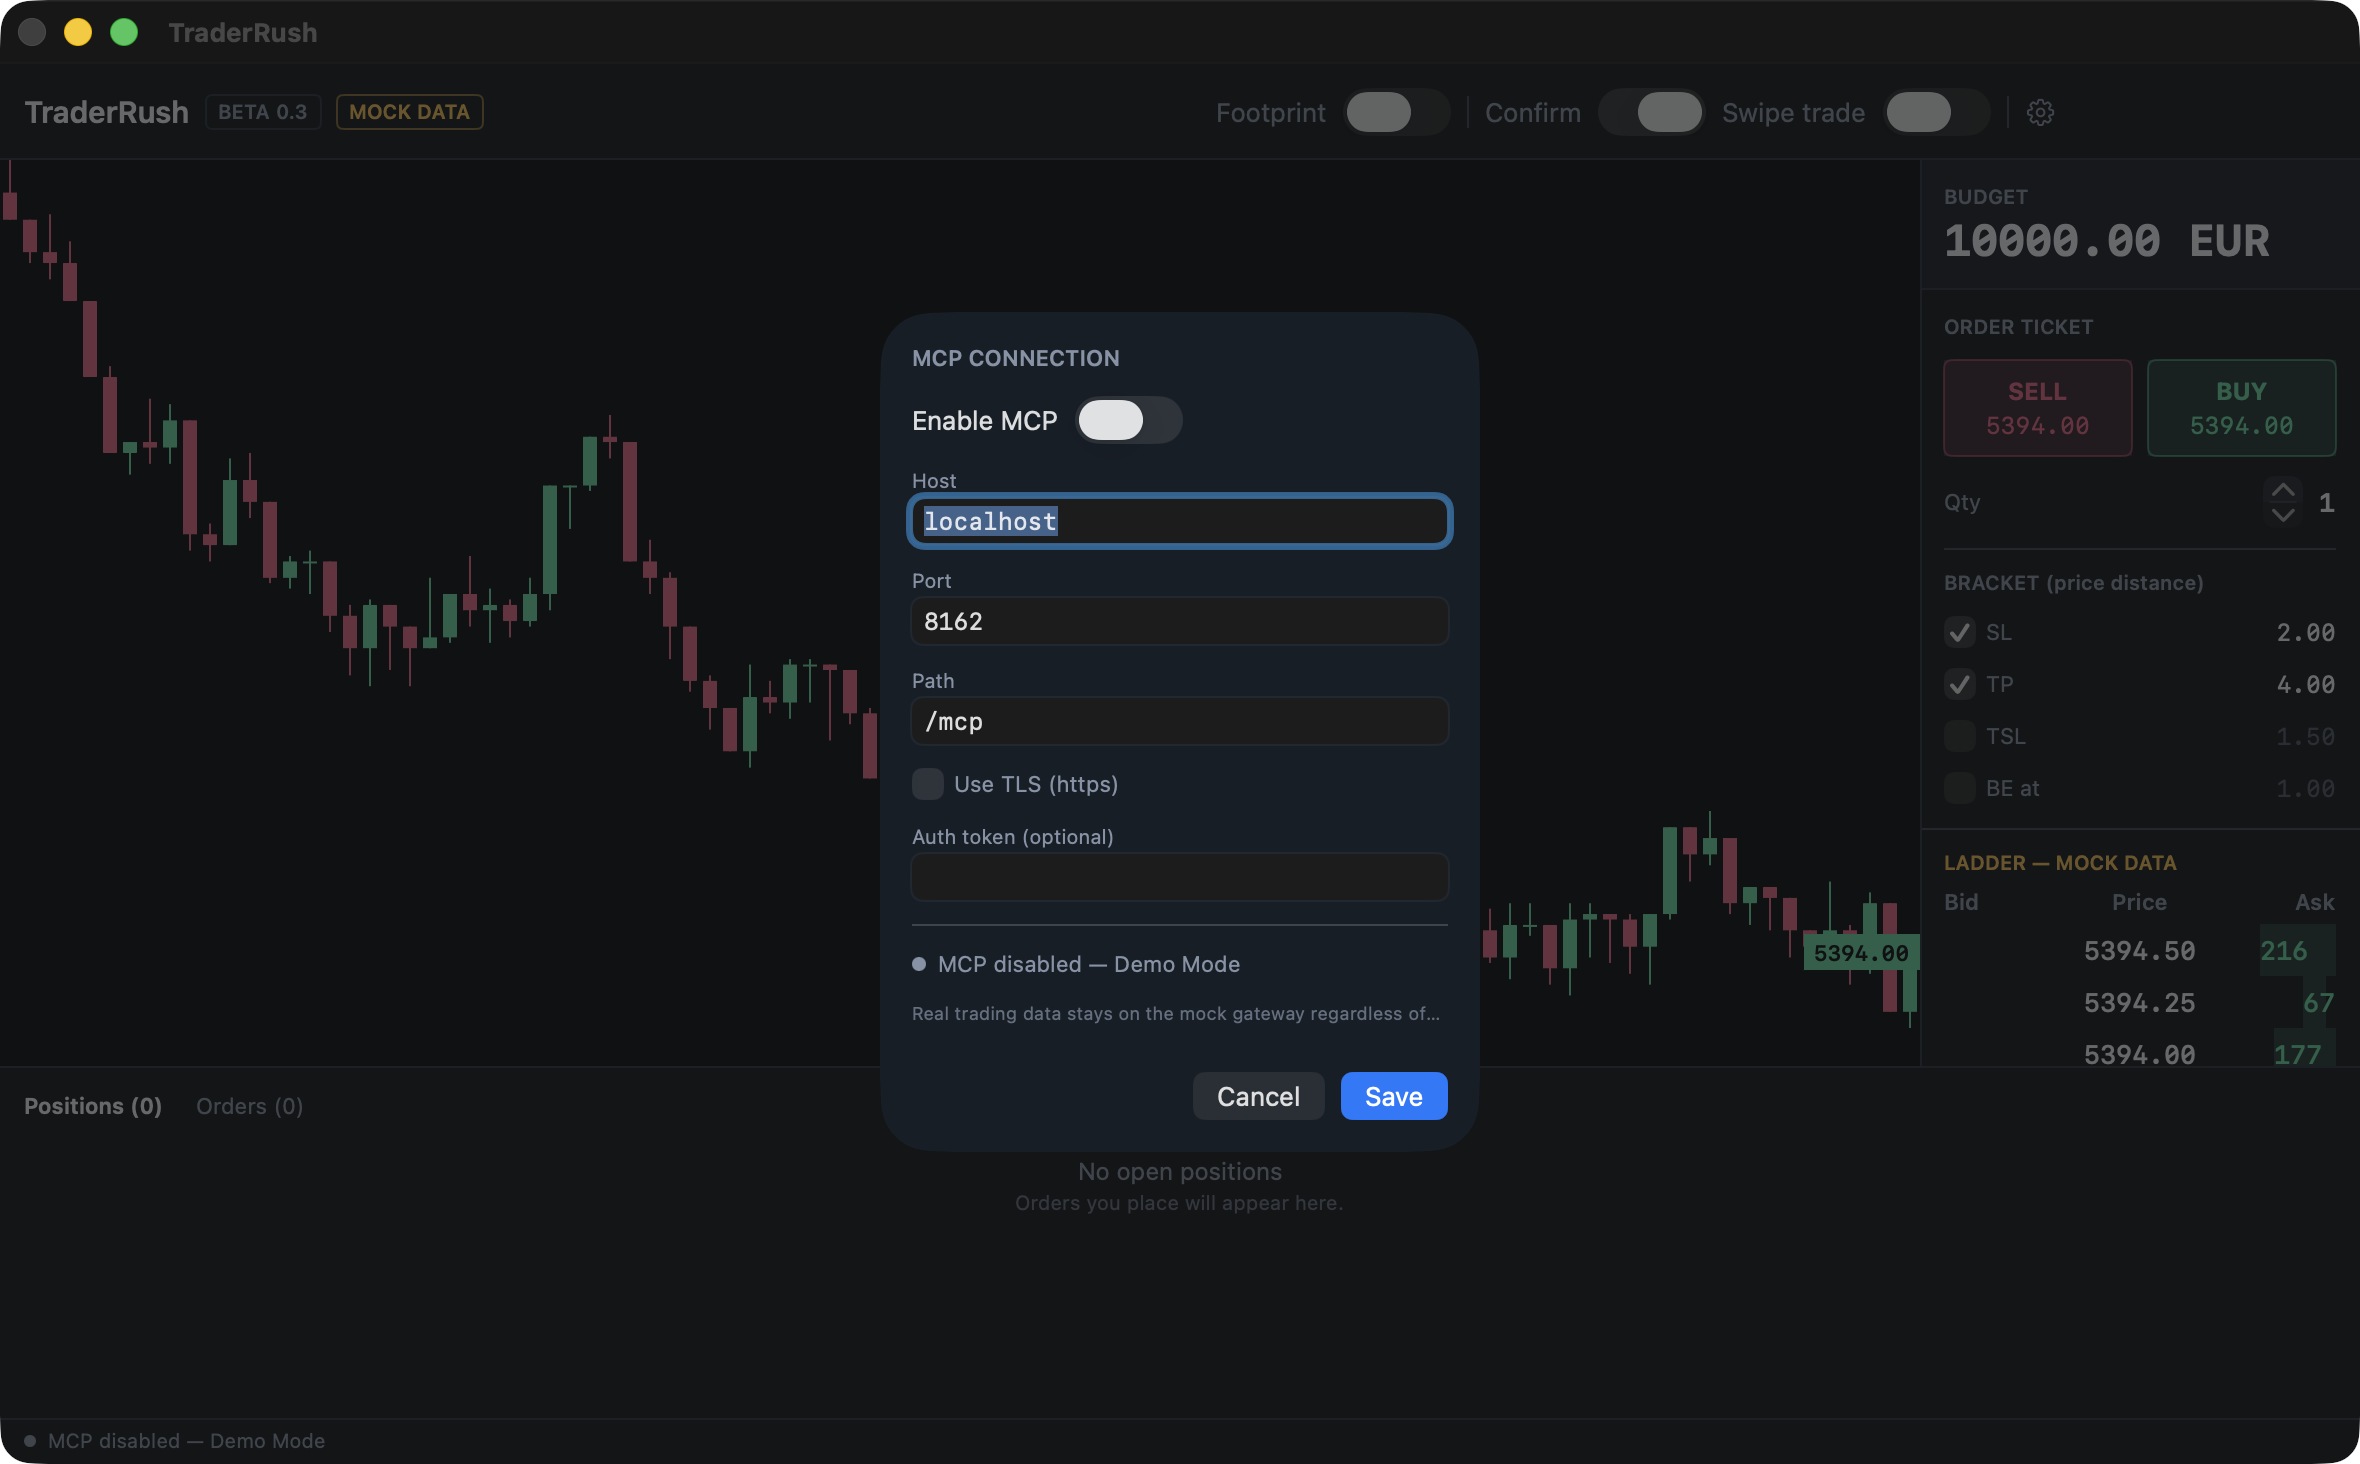 TraderRush
TraderRush BETA 0.3 MOCK DATA Footprint Confirm Swipe trade
BUDGET
10000.00 EUR
ORDER TICKET
SELL
5394.00
BUY
5394.00
Qty 1
BRACKET (price distance)
SL 2.00
TP 4.00
TSL 1.50
BE at 1.00
LADDER — MOCK DATA
Bid Price Ask
5394.50 216
5394.25 67
5394.00 177
5394.00
MCP CONNECTION
Enable MCP
Host
localhost
Port
8162
Path
/mcp
Use TLS (https)
Auth token (optional)
MCP disabled — Demo Mode
Real trading data stays on the mock gateway regardless of…
Cancel Save
Positions (0) Orders (0)
No open positions
Orders you place will appear here.
MCP disabled — Demo Mode